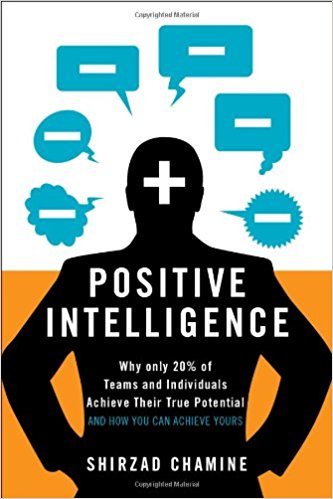 Copyrighted Material
POSITIVE
INTELLIGENCE
Why only 20% of
Teams and Individuals
Achieve Their True Potential
AND HOW YOU CAN ACHIEVE YOURS
SHIRZAD CHAMINE
Copyrighted Material